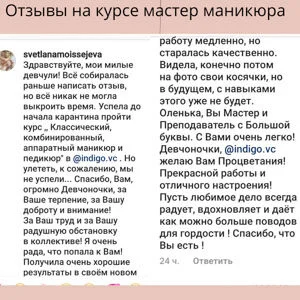 Отзывы на курсе мастер маникюра
svetlanamoissejeva
Здравствуйте, мои милые
девчули! Всё собиралась
раньше написать отзыв,
но всё никак не могла
выкроить время. Успела до
начала карантина пройти
курс ,, Классический,
комбинированный,
аппаратный маникюр и
педикюр" в @indigo.vc . Но
улететь, к сожалению, мы
не успели... Спасибо, Вам,
огромно Девчоночки, за
Ваше терпение, за Вашу
доброту и внимание!
За Ваш труд и за Вашу
радушную обстановку
в коллективе! Я очень
рада, что попала к Вам!
Получила очень хорошие
результаты в своём новом
работу медленно, но
старалась качественно.
Видела, конечно потом
на фото свои косячки, но
в будущем, с навыками
этого уже не будет.
Оленька, Вы Мастер и
Преподаватель с Большой
буквы. С Вами очень легко!
Девчоночки, @indigo.vc
желаю Вам Процветания!
Прекрасной работы и
отличного настроения!
Пусть любимое дело всегда
радует, вдохновляет и даёт
как можно больше поводов
для гордости ! Спасибо, что
Вы есть !
24 ч. Ответить